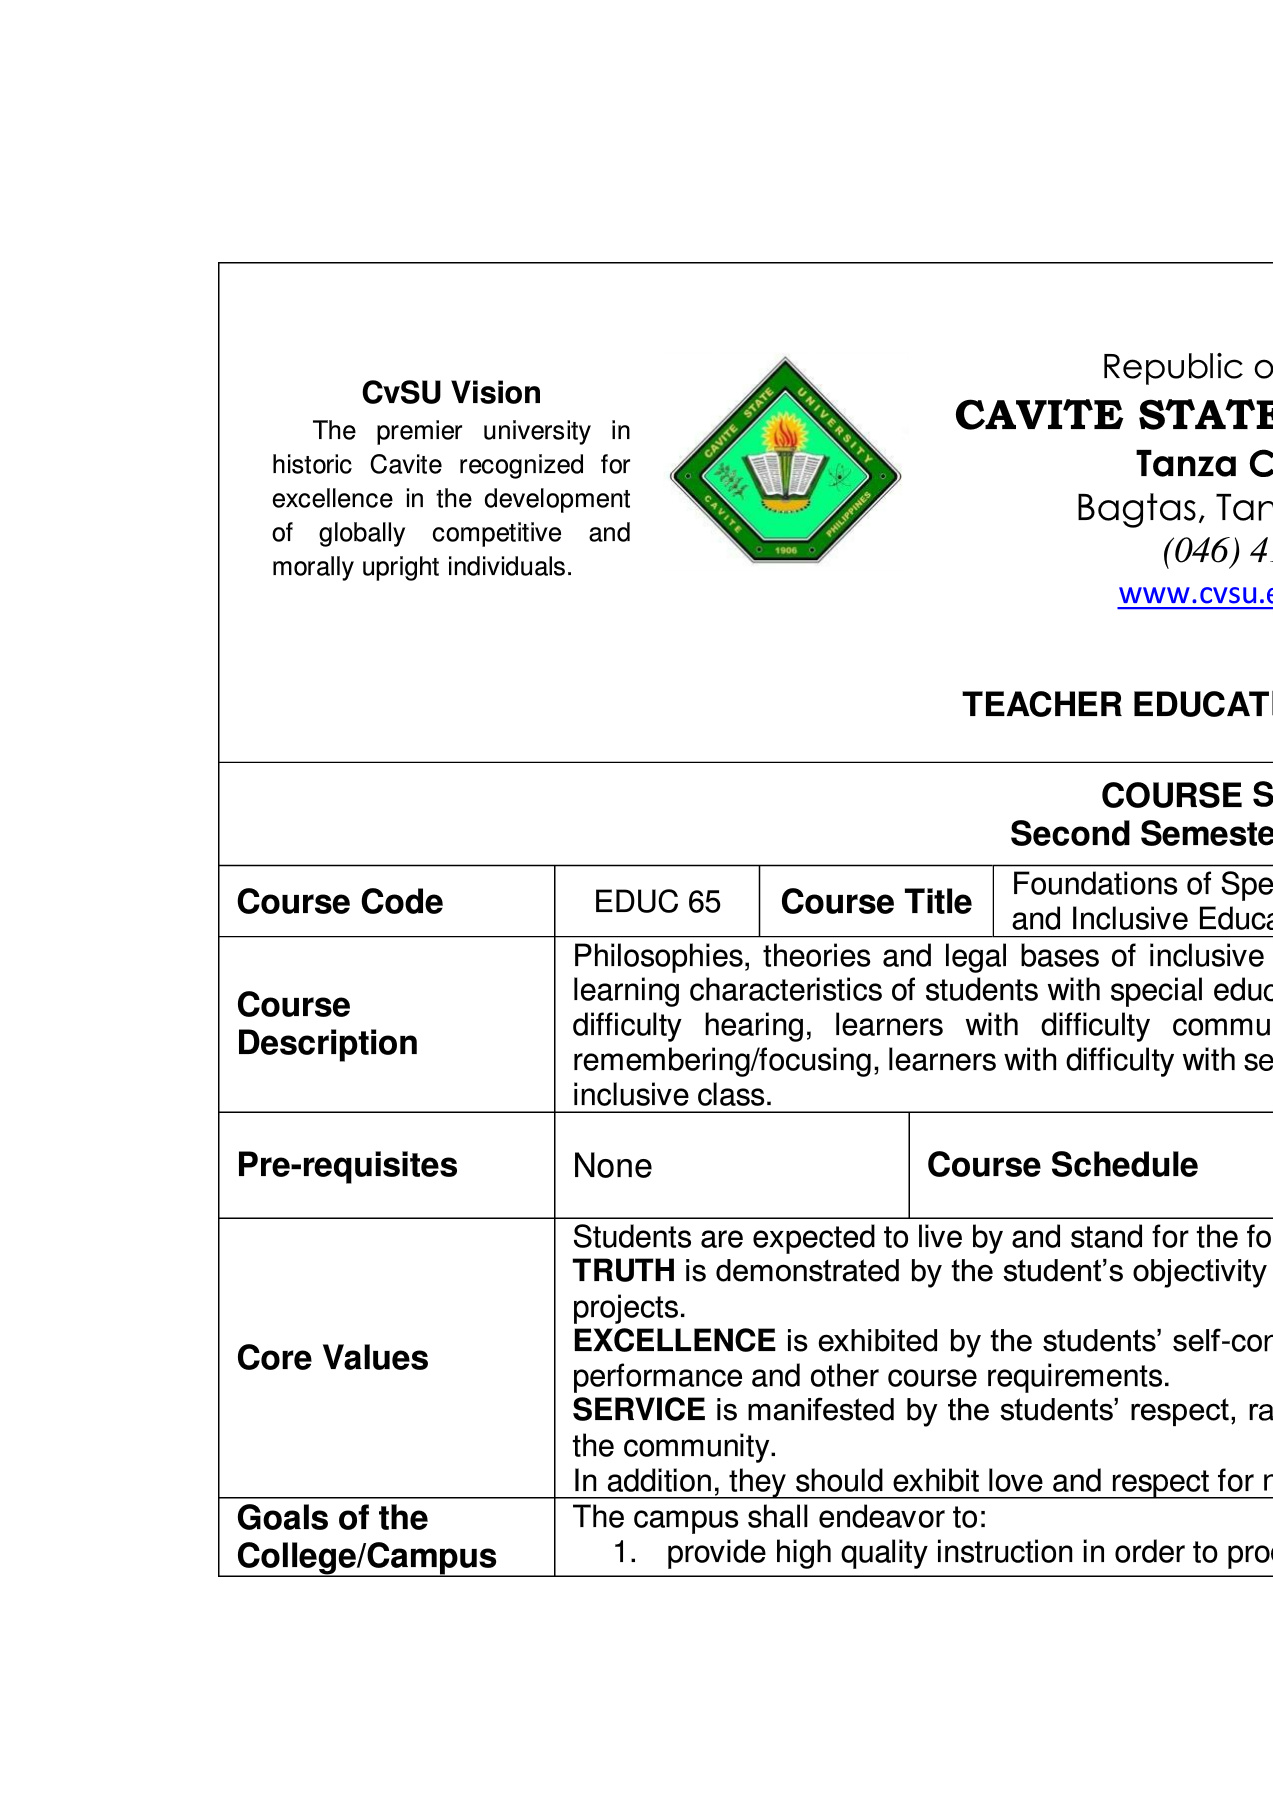 CvSU Vision
The premier university in
historic Cavite recognized for
excellence in the development
of globally competitive and
morally upright individuals.
CAVITE STATE UNIVERSITY
CAVITE
PHILIPPINES
1906
Republic o
CAVITE STATE
Tanza C
Bagtas, Tan
(046) 41
www.cvsu.e
TEACHER EDUCATI
COURSE S
Second Semeste
Course Code
EDUC 65
Course Title
Foundations of Spe
and Inclusive Educa
Course
Description
Philosophies, theories and legal bases of inclusive
learning characteristics of students with special educ
difficulty hearing, learners with difficulty commu
remembering/focusing, learners with difficulty with se
inclusive class.
Pre-requisites
None
Course Schedule
Core Values
Students are expected to live by and stand for the fo
TRUTH is demonstrated by the student’s objectivity
projects.
EXCELLENCE is exhibited by the students’ self-con
performance and other course requirements.
SERVICE is manifested by the students’ respect, ra
the community.
In addition, they should exhibit love and respect for n
Goals of the
College/Campus
The campus shall endeavor to:
1. provide high quality instruction in order to proc